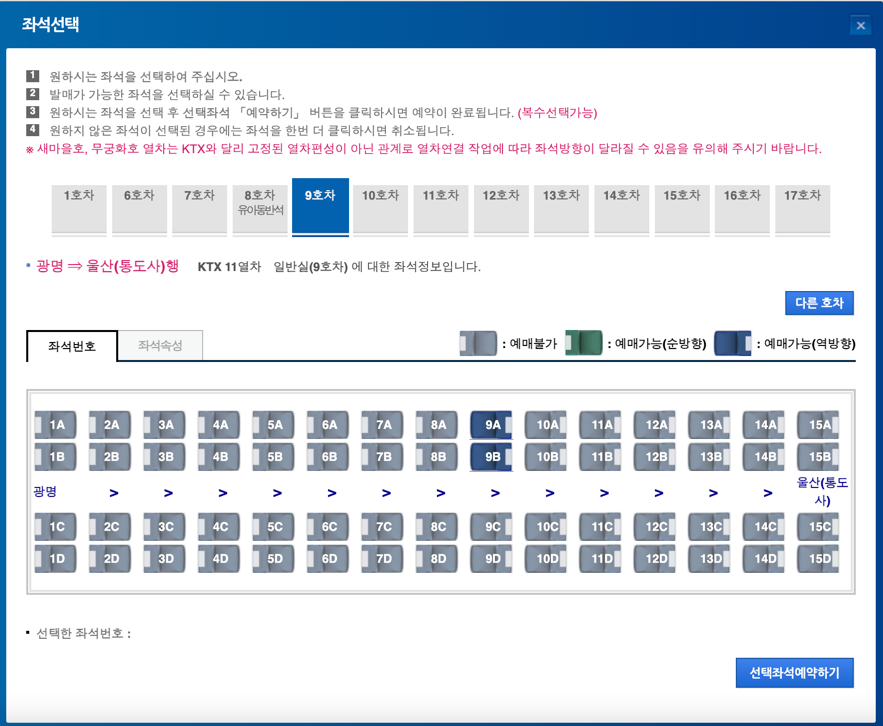 좌석선택
×
1 원하시는 좌석을 선택하여 주십시오.
2 발매가 가능한 좌석을 선택하실 수 있습니다.
3 원하시는 좌석을 선택 후 선택좌석 「예약하기」 버튼을 클릭하시면 예약이 완료됩니다. (복수선택가능)
4 원하지 않은 좌석이 선택된 경우에는 좌석을 한번 더 클릭하시면 취소됩니다.
※ 새마을호, 무궁화호 열차는 KTX와 달리 고정된 열차편성이 아닌 관계로 열차연결 작업에 따라 좌석방향이 달라질 수 있음을 유의해 주시기 바랍니다.
1호차 6호차 7호차 8호차 9호차 10호차 11호차 12호차 13호차 14호차 15호차 16호차 17호차
유아동반석
• 광명 ⇒ 울산(통도사)행 KTX 11열차 일반실(9호차) 에 대한 좌석정보입니다.
다른 호차
좌석번호 좌석속성 : 예매불가 : 예매가능(순방향) : 예매가능(역방향)
1A 2A 3A 4A 5A 6A 7A 8A 9A 10A 11A 12A 13A 14A 15A
1B 2B 3B 4B 5B 6B 7B 8B 9B 10B 11B 12B 13B 14B 15B
광명 > > > > > > > > > > > > > 울산(통도
사)
1C 2C 3C 4C 5C 6C 7C 8C 9C 10C 11C 12C 13C 14C 15C
1D 2D 3D 4D 5D 6D 7D 8D 9D 10D 11D 12D 13D 14D 15D
▪ 선택한 좌석번호 :
선택좌석예약하기